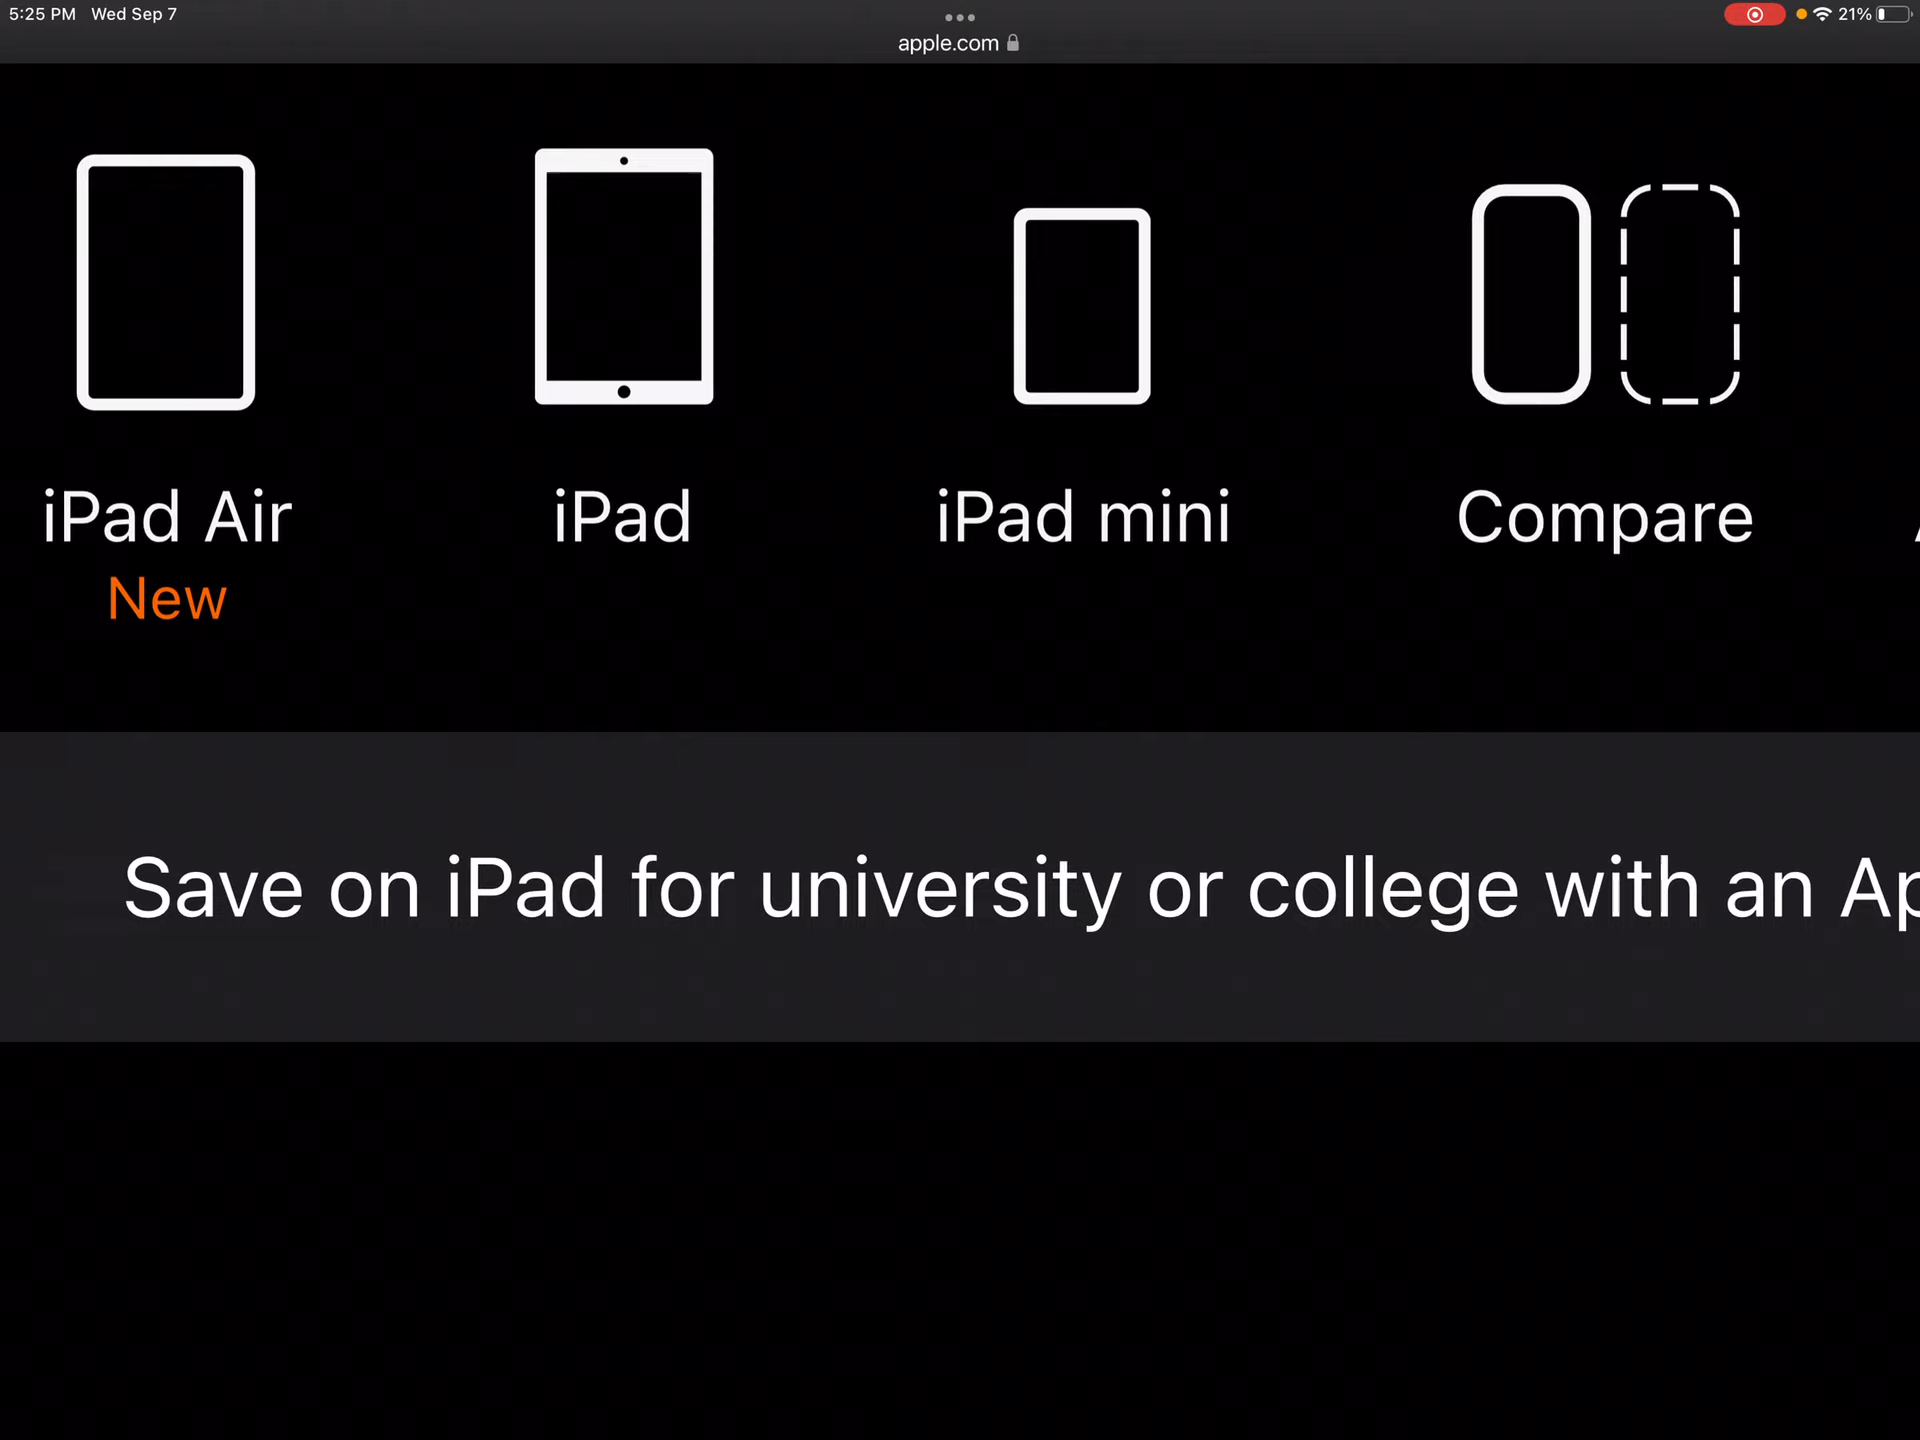 5:25 PM Wed Sep 7
21%
apple.com
iPad Air
iPad
iPad mini
Compare
New
Save on iPad for university or college with an